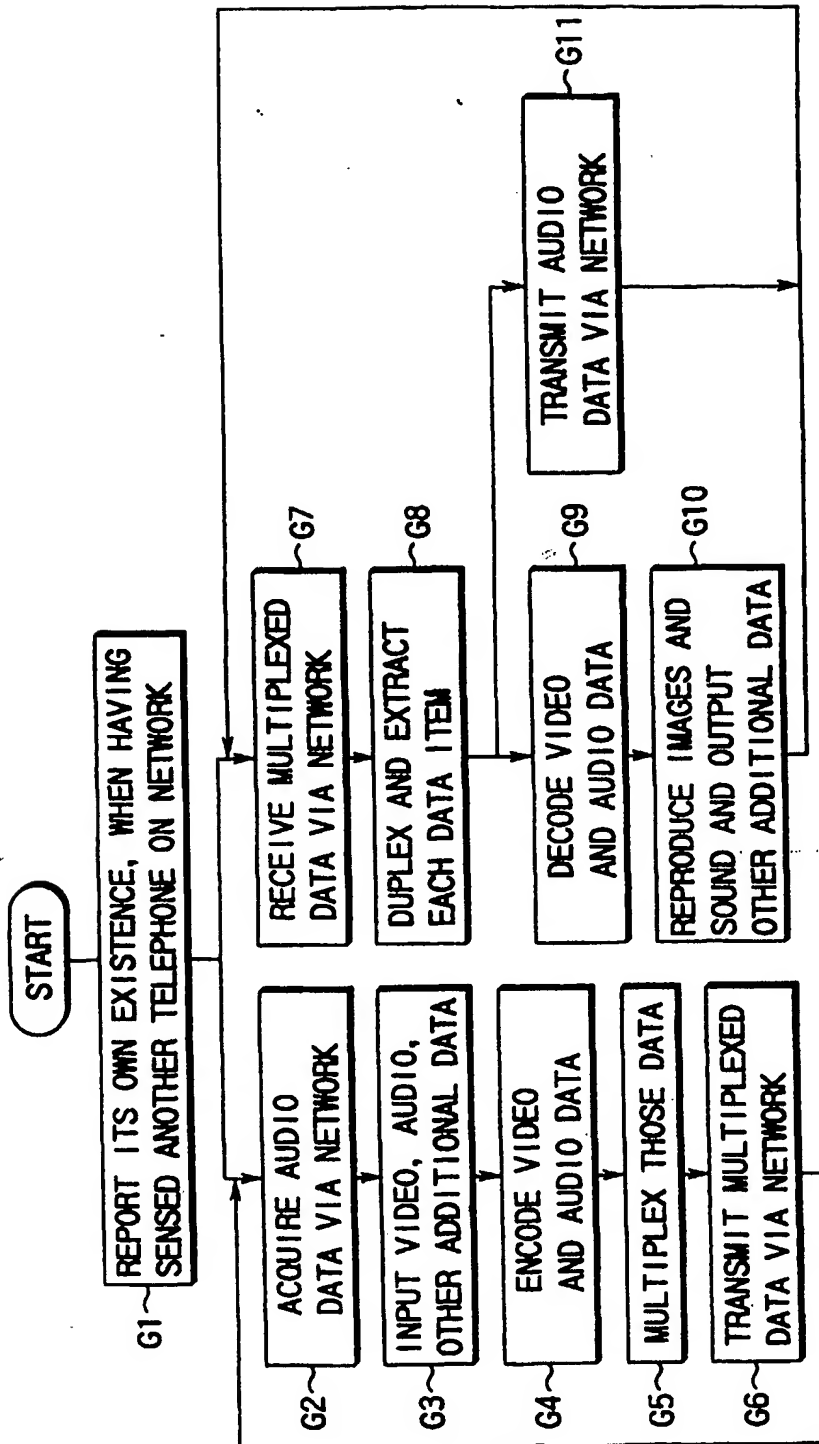 START
G1
REPORT ITS OWN EXISTENCE, WHEN HAVING
SENSED ANOTHER TELEPHONE ON NETWORK
G2
ACQUIRE AUDIO
DATA VIA NETWORK
G3
INPUT VIDEO, AUDIO,
OTHER ADDITIONAL DATA
G4
ENCODE VIDEO
AND AUDIO DATA
G5
MULTIPLEX THOSE DATA
G6
TRANSMIT MULTIPLEXED
DATA VIA NETWORK
G7
RECEIVE MULTIPLEXED
DATA VIA NETWORK
G8
DUPLEX AND EXTRACT
EACH DATA ITEM
G9
DECODE VIDEO
AND AUDIO DATA
G10
REPRODUCE IMAGES AND
SOUND AND OUTPUT
OTHER ADDITIONAL DATA
G11
TRANSMIT AUDIO
DATA VIA NETWORK